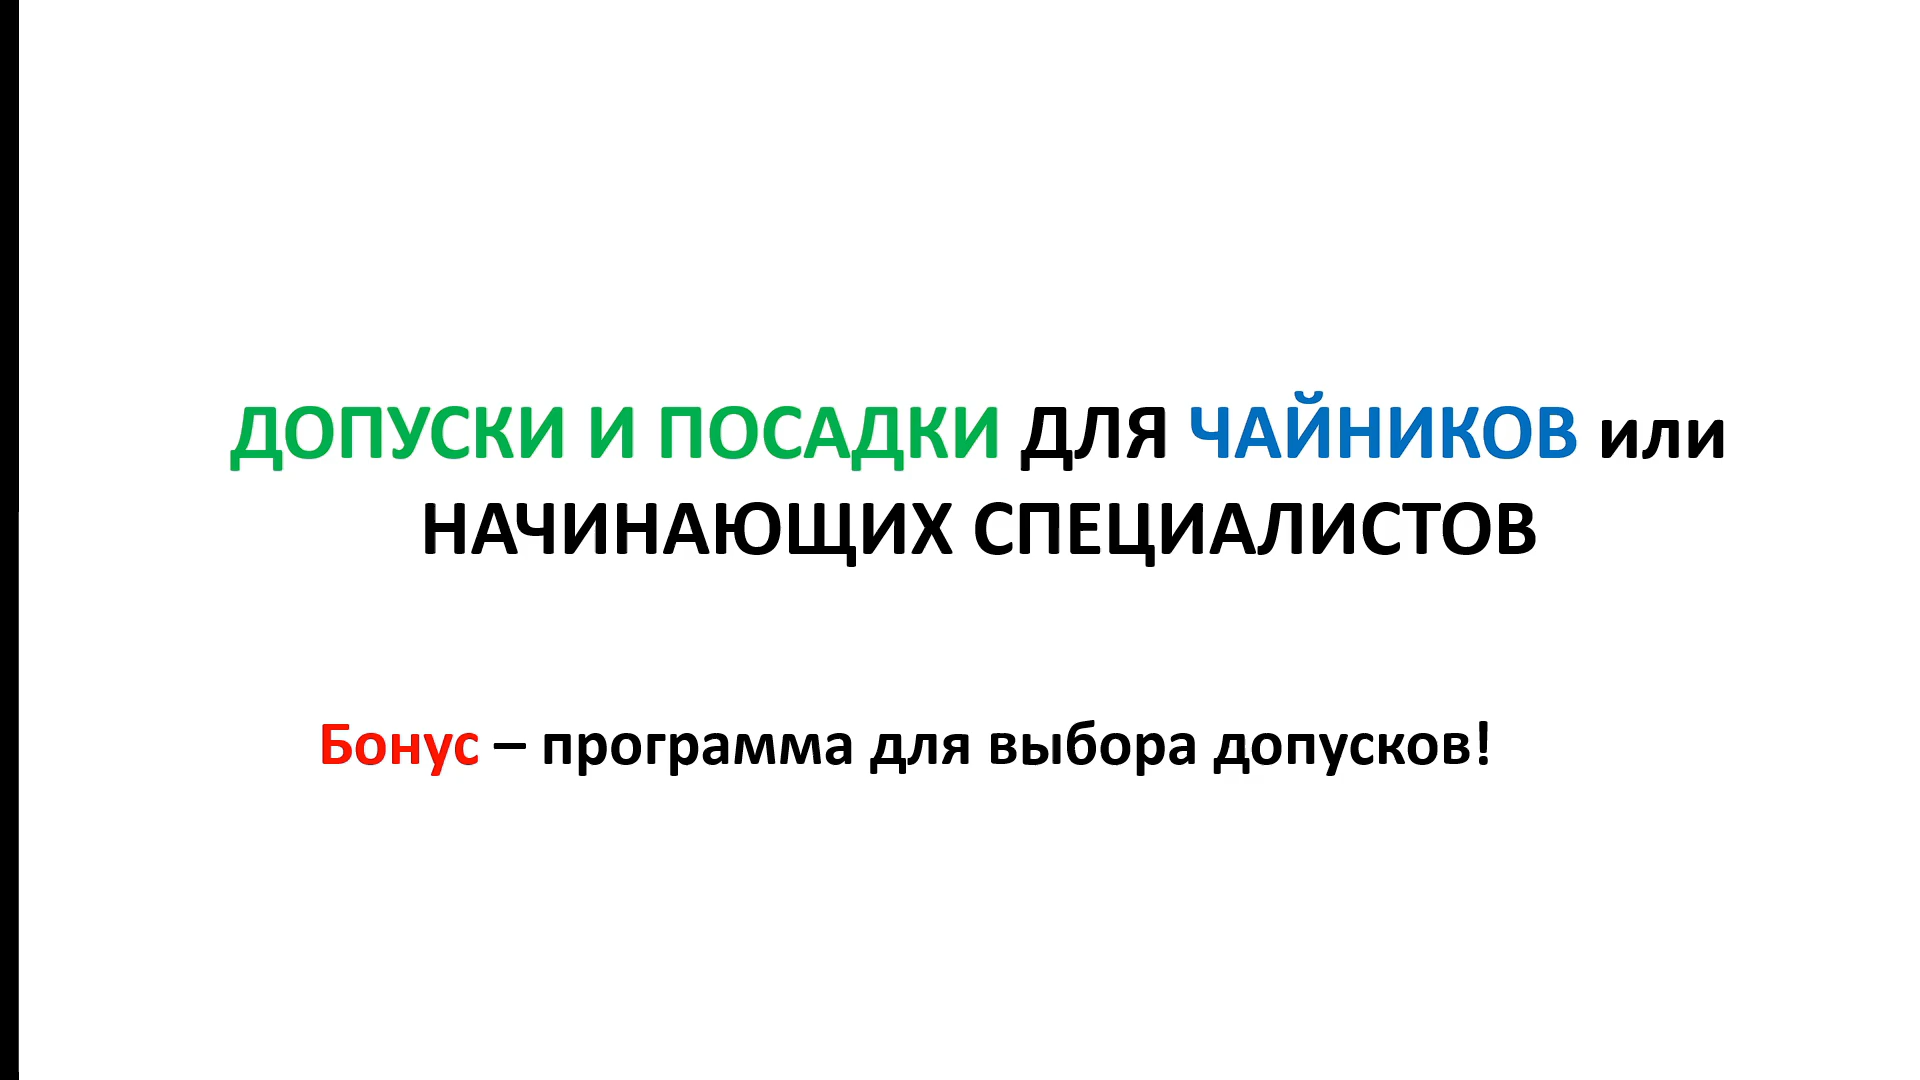 ДОПУСКИ И ПОСАДКИ ДЛЯ ЧАЙНИКОВ или
НАЧИНАЮЩИХ СПЕЦИАЛИСТОВ
Бонус – программа для выбора допусков!